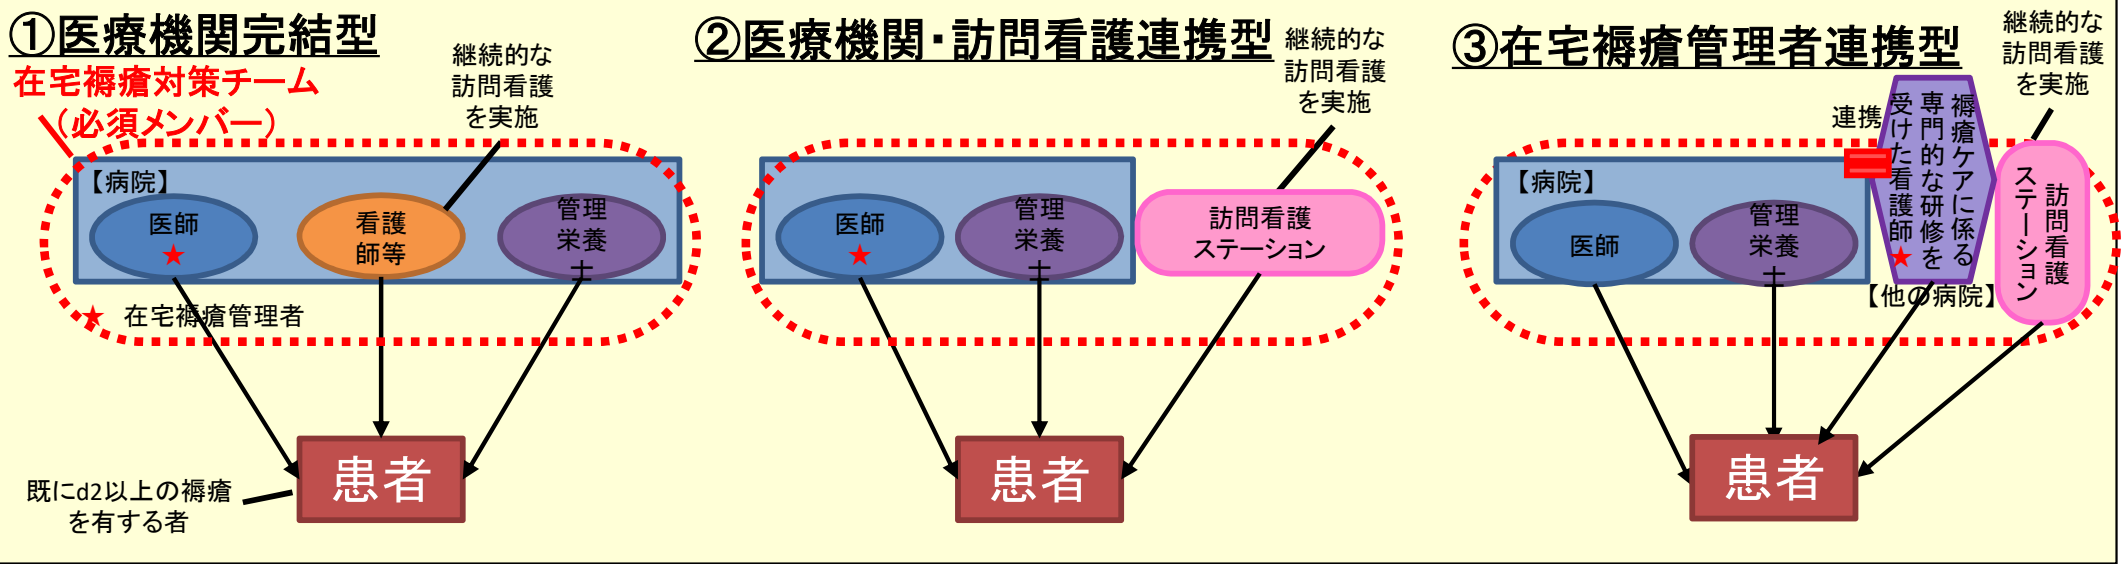 ①医療機関完結型
在宅褥瘡対策チーム
（必須メンバー）
継続的な
訪問看護
を実施
【病院】
医師
★
看護
師等
管理
栄養
士
★ 在宅褥瘡管理者
患者
既にd2以上の褥瘡
を有する者
②医療機関・訪問看護連携型
継続的な
訪問看護
を実施
医師
★
管理
栄養
士
訪問看護
ステーション
患者
③在宅褥瘡管理者連携型
継続的な
訪問看護
を実施
連携
【病院】
医師
管理
栄養
士
褥瘡ケアに係る
専門的な研修を
受けた看護師★
【他の病院】
訪問看護
ステーション
患者